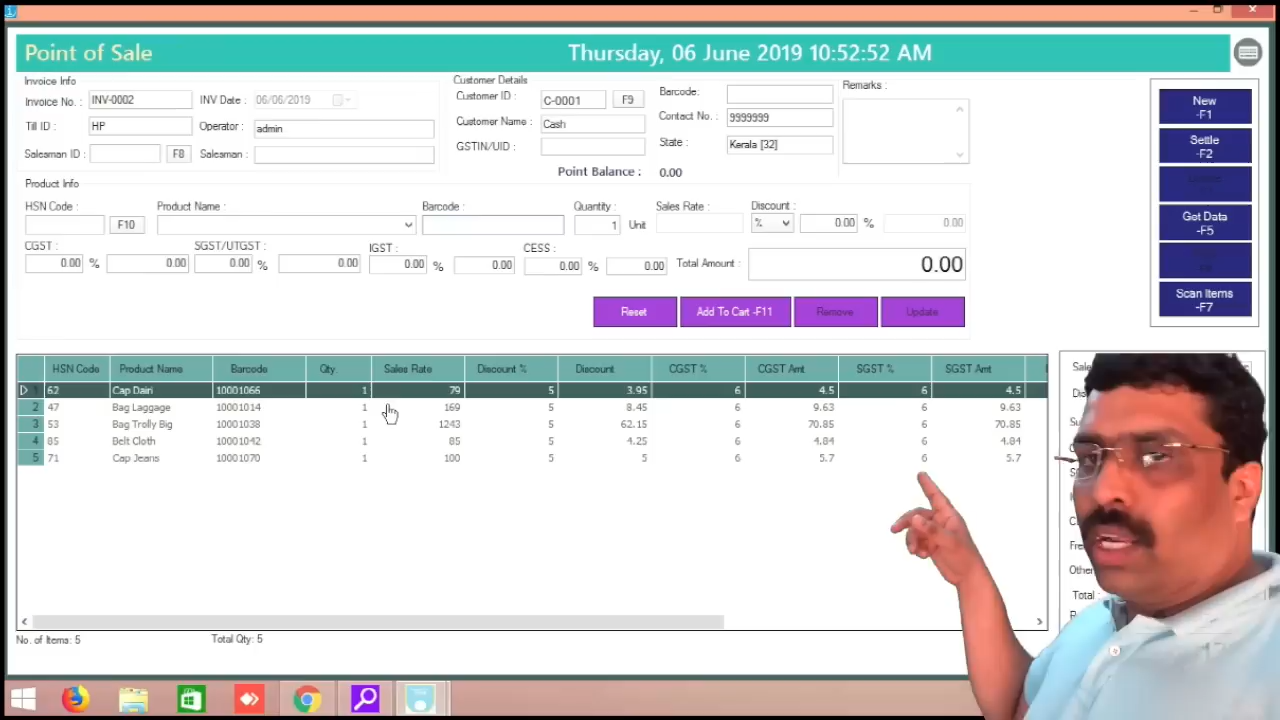 Point of Sale
Thursday, 06 June 2019 10:52:52 AM
Invoice Info
Invoice No. : INV-0002 INV Date : 06/06/2019
Till ID : HP Operator : admin
Salesman ID : F8 Salesman :
Customer Details
Customer ID : C-0001 F9
Customer Name : Cash
GSTIN/UID :
Barcode:
Contact No. : 9999999
State : Kerala [32]
Point Balance : 0.00
Remarks :
New
-F1
Settle
-F2
Get Data
-F5
Scan Items
-F7
Product Info
HSN Code : F10 Product Name : Barcode : Quantity : 1 Unit Sales Rate : Discount : % 0.00 % 0.00
CGST : 0.00 % 0.00 SGST/UTGST : 0.00 % 0.00 IGST : 0.00 % 0.00 CESS : 0.00 % 0.00 Total Amount : 0.00
Reset Add To Cart -F11 Remove Update
HSN Code Product Name Barcode Qty. Sales Rate Discount % Discount CGST % CGST Amt SGST % SGST Amt
1 62 Cap Dairi 10001066 1 79 5 3.95 6 4.5 6 4.5
2 47 Bag Laggage 10001014 1 169 5 8.45 6 9.63 6 9.63
3 53 Bag Trolly Big 10001038 1 1243 5 62.15 6 70.85 6 70.85
4 85 Belt Cloth 10001042 1 85 5 4.25 6 4.84 6 4.84
5 71 Cap Jeans 10001070 1 100 5 5 6 5.7 6 5.7
Other
Total :
No. of Items: 5 Total Qty: 5